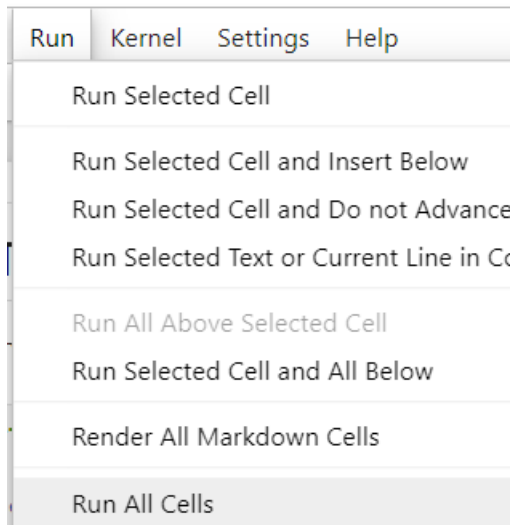 Run Kernel Settings Help
Run Selected Cell
Run Selected Cell and Insert Below
Run Selected Cell and Do not Advance
Run Selected Text or Current Line in
Run All Above Selected Cell
Run Selected Cell and All Below
Render All Markdown Cells
Run All Cells